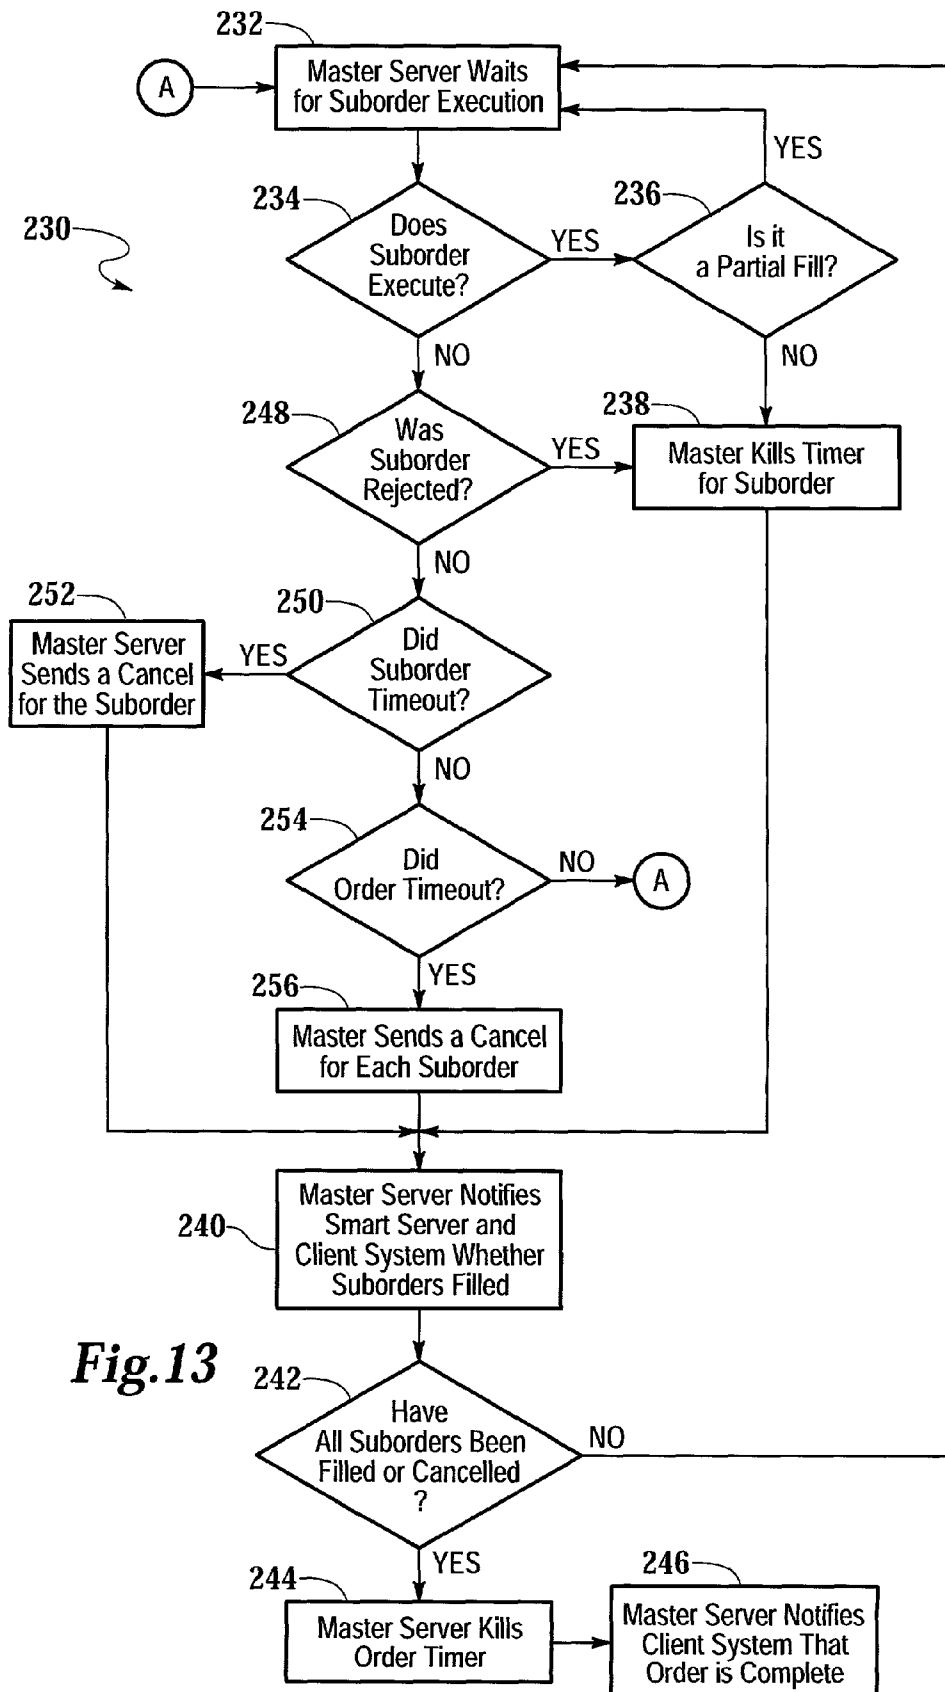 232
Master Server Waits
for Suborder Execution
A
YES
234
236
230
Does
Suborder
Execute?
YES
Is it
a Partial Fill?
NO
NO
248
238
Was
Suborder
Rejected?
YES
Master Kills Timer
for Suborder
NO
252
250
Master Server
Sends a Cancel
for the Suborder
YES
Did
Suborder
Timeout?
NO
254
Did
Order Timeout?
NO
A
YES
256
Master Sends a Cancel
for Each Suborder
240
Master Server Notifies
Smart Server and
Client System Whether
Suborders Filled
Fig.13
242
Have
All Suborders Been
Filled or Cancelled
?
NO
YES
244
246
Master Server Kills
Order Timer
Master Server Notifies
Client System That
Order is Complete